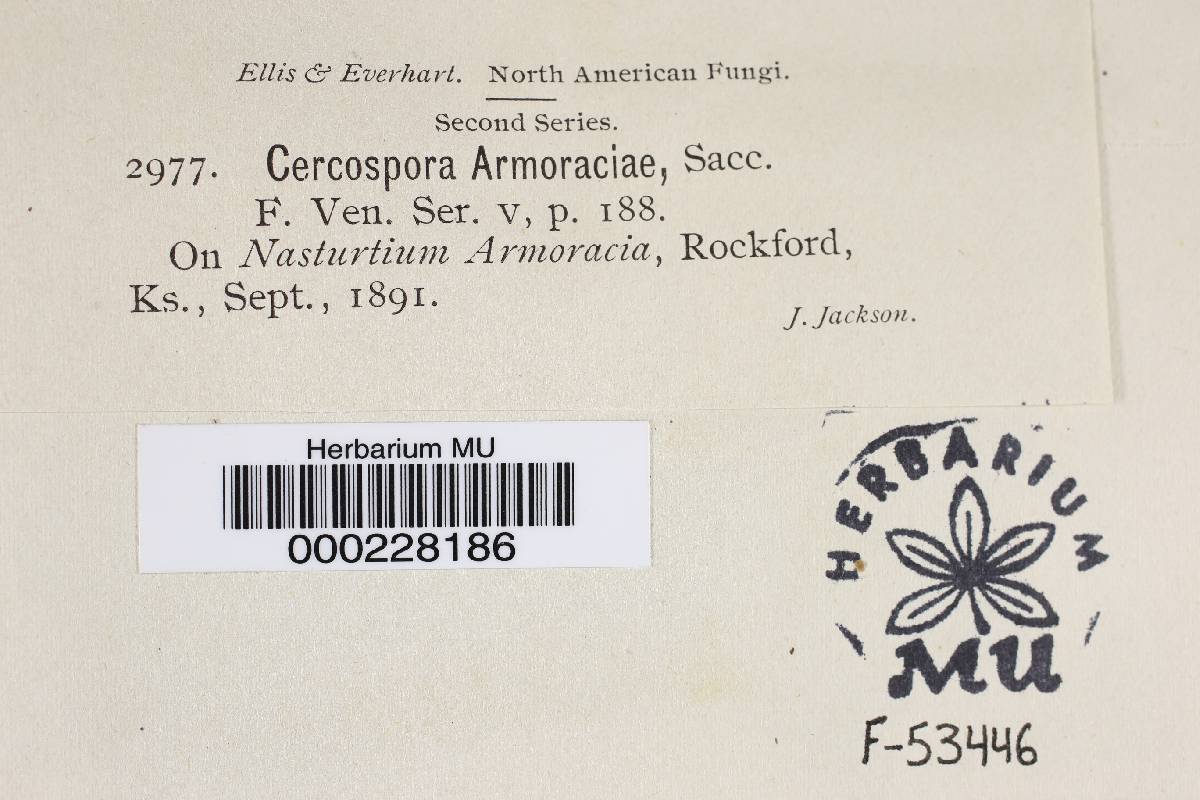 Ellis & Everhart. North American Fungi.
Second Series.
2977. Cercospora Armoraciae, Sacc.
F. Ven. Ser. v, p. 188.
On Nasturtium Armoracia, Rockford,
Ks., Sept., 1891.
J. Jackson.
Herbarium MU
000228186
HERBARIUM
MU
F-53446